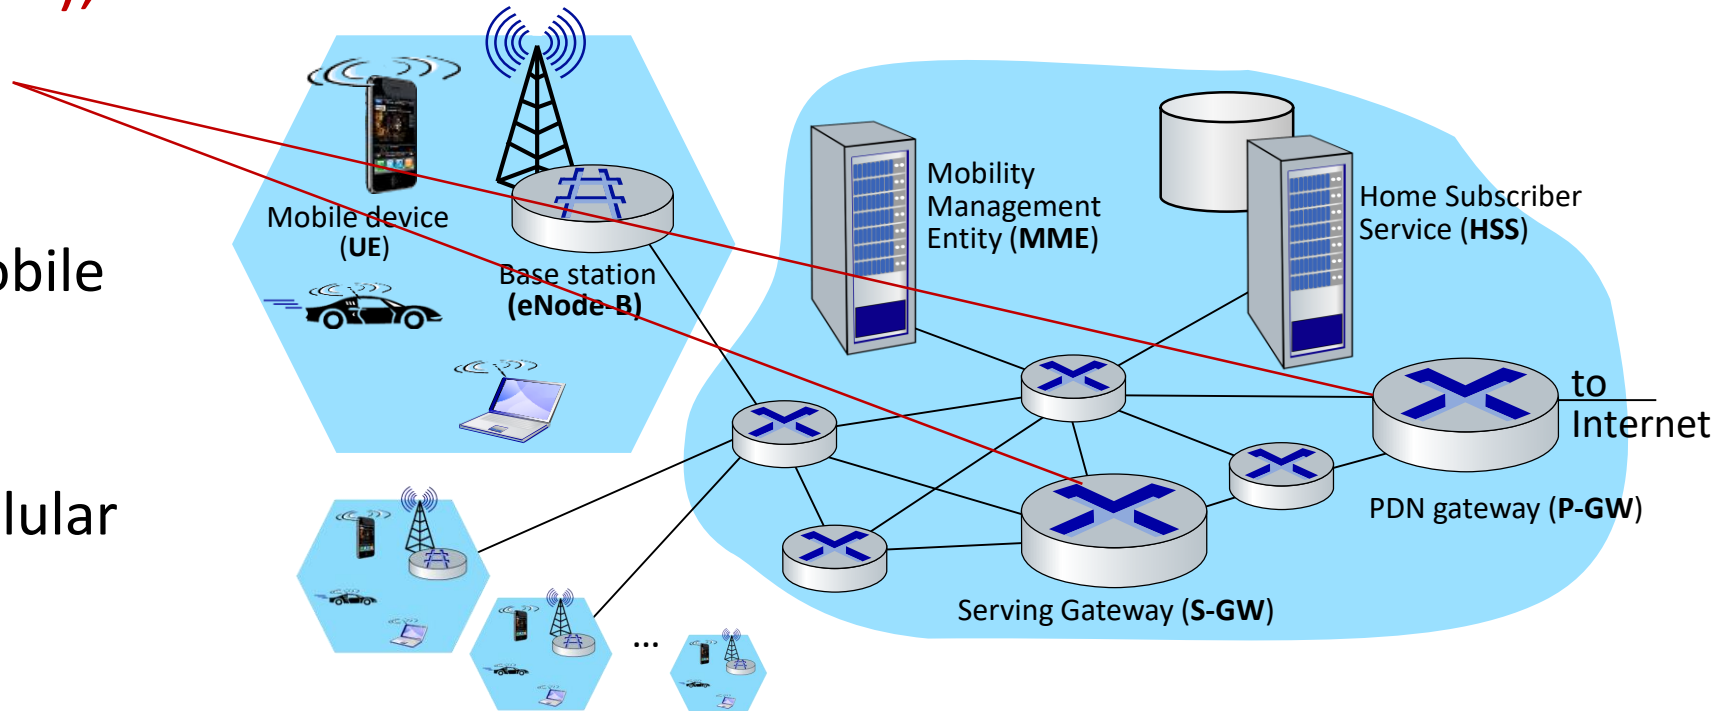 ),
obile
lular
Mobile device
(UE)
Base station
(eNode-B)
Mobility
Management
Entity (MME)
Home Subscriber
Service (HSS)
to
Internet
PDN gateway (P-GW)
Serving Gateway (S-GW)
...